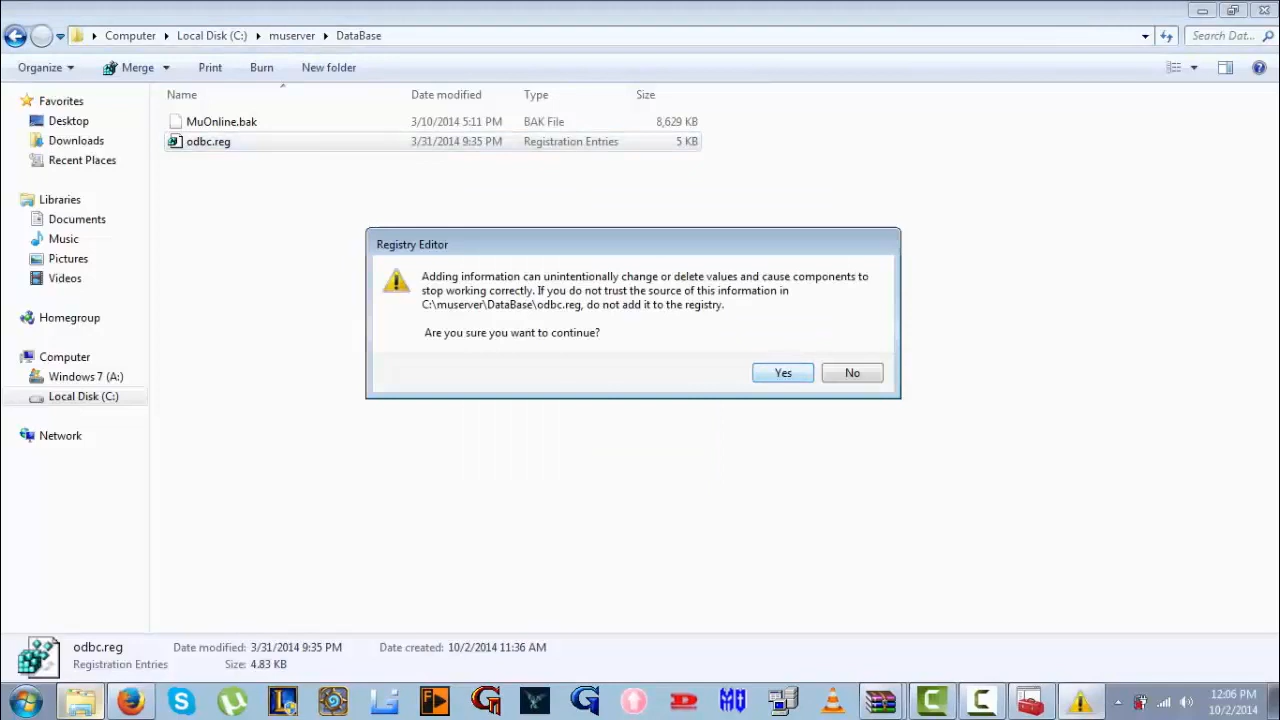 Computer
Local Disk (C:)
muserver
DataBase
Search Dat...
Organize
Merge
Print
Burn
New folder
Favorites
Desktop
Downloads
Recent Places
Libraries
Documents
Music
Pictures
Videos
Homegroup
Computer
Windows 7 (A:)
Local Disk (C:)
Network
Name Date modified Type Size
MuOnline.bak 3/10/2014 5:11 PM BAK File 8,629 KB
odbc.reg 3/31/2014 9:35 PM Registration Entries 5 KB
Registry Editor
Adding information can unintentionally change or delete values and cause components to
stop working correctly. If you do not trust the source of this information in
C:\muserver\DataBase\odbc.reg, do not add it to the registry.
Are you sure you want to continue?
Yes
No
odbc.reg Date modified: 3/31/2014 9:35 PM Date created: 10/2/2014 11:36 AM
Registration Entries Size: 4.83 KB
12:06 PM
10/2/2014